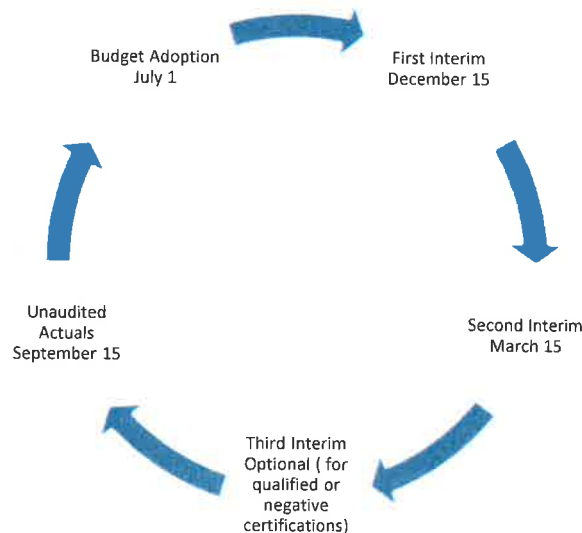 Budget Adoption
July 1
First Interim
December 15
Second Interim
March 15
Third Interim
Optional ( for
qualified or
negative
certifications)
Unaudited
Actuals
September 15